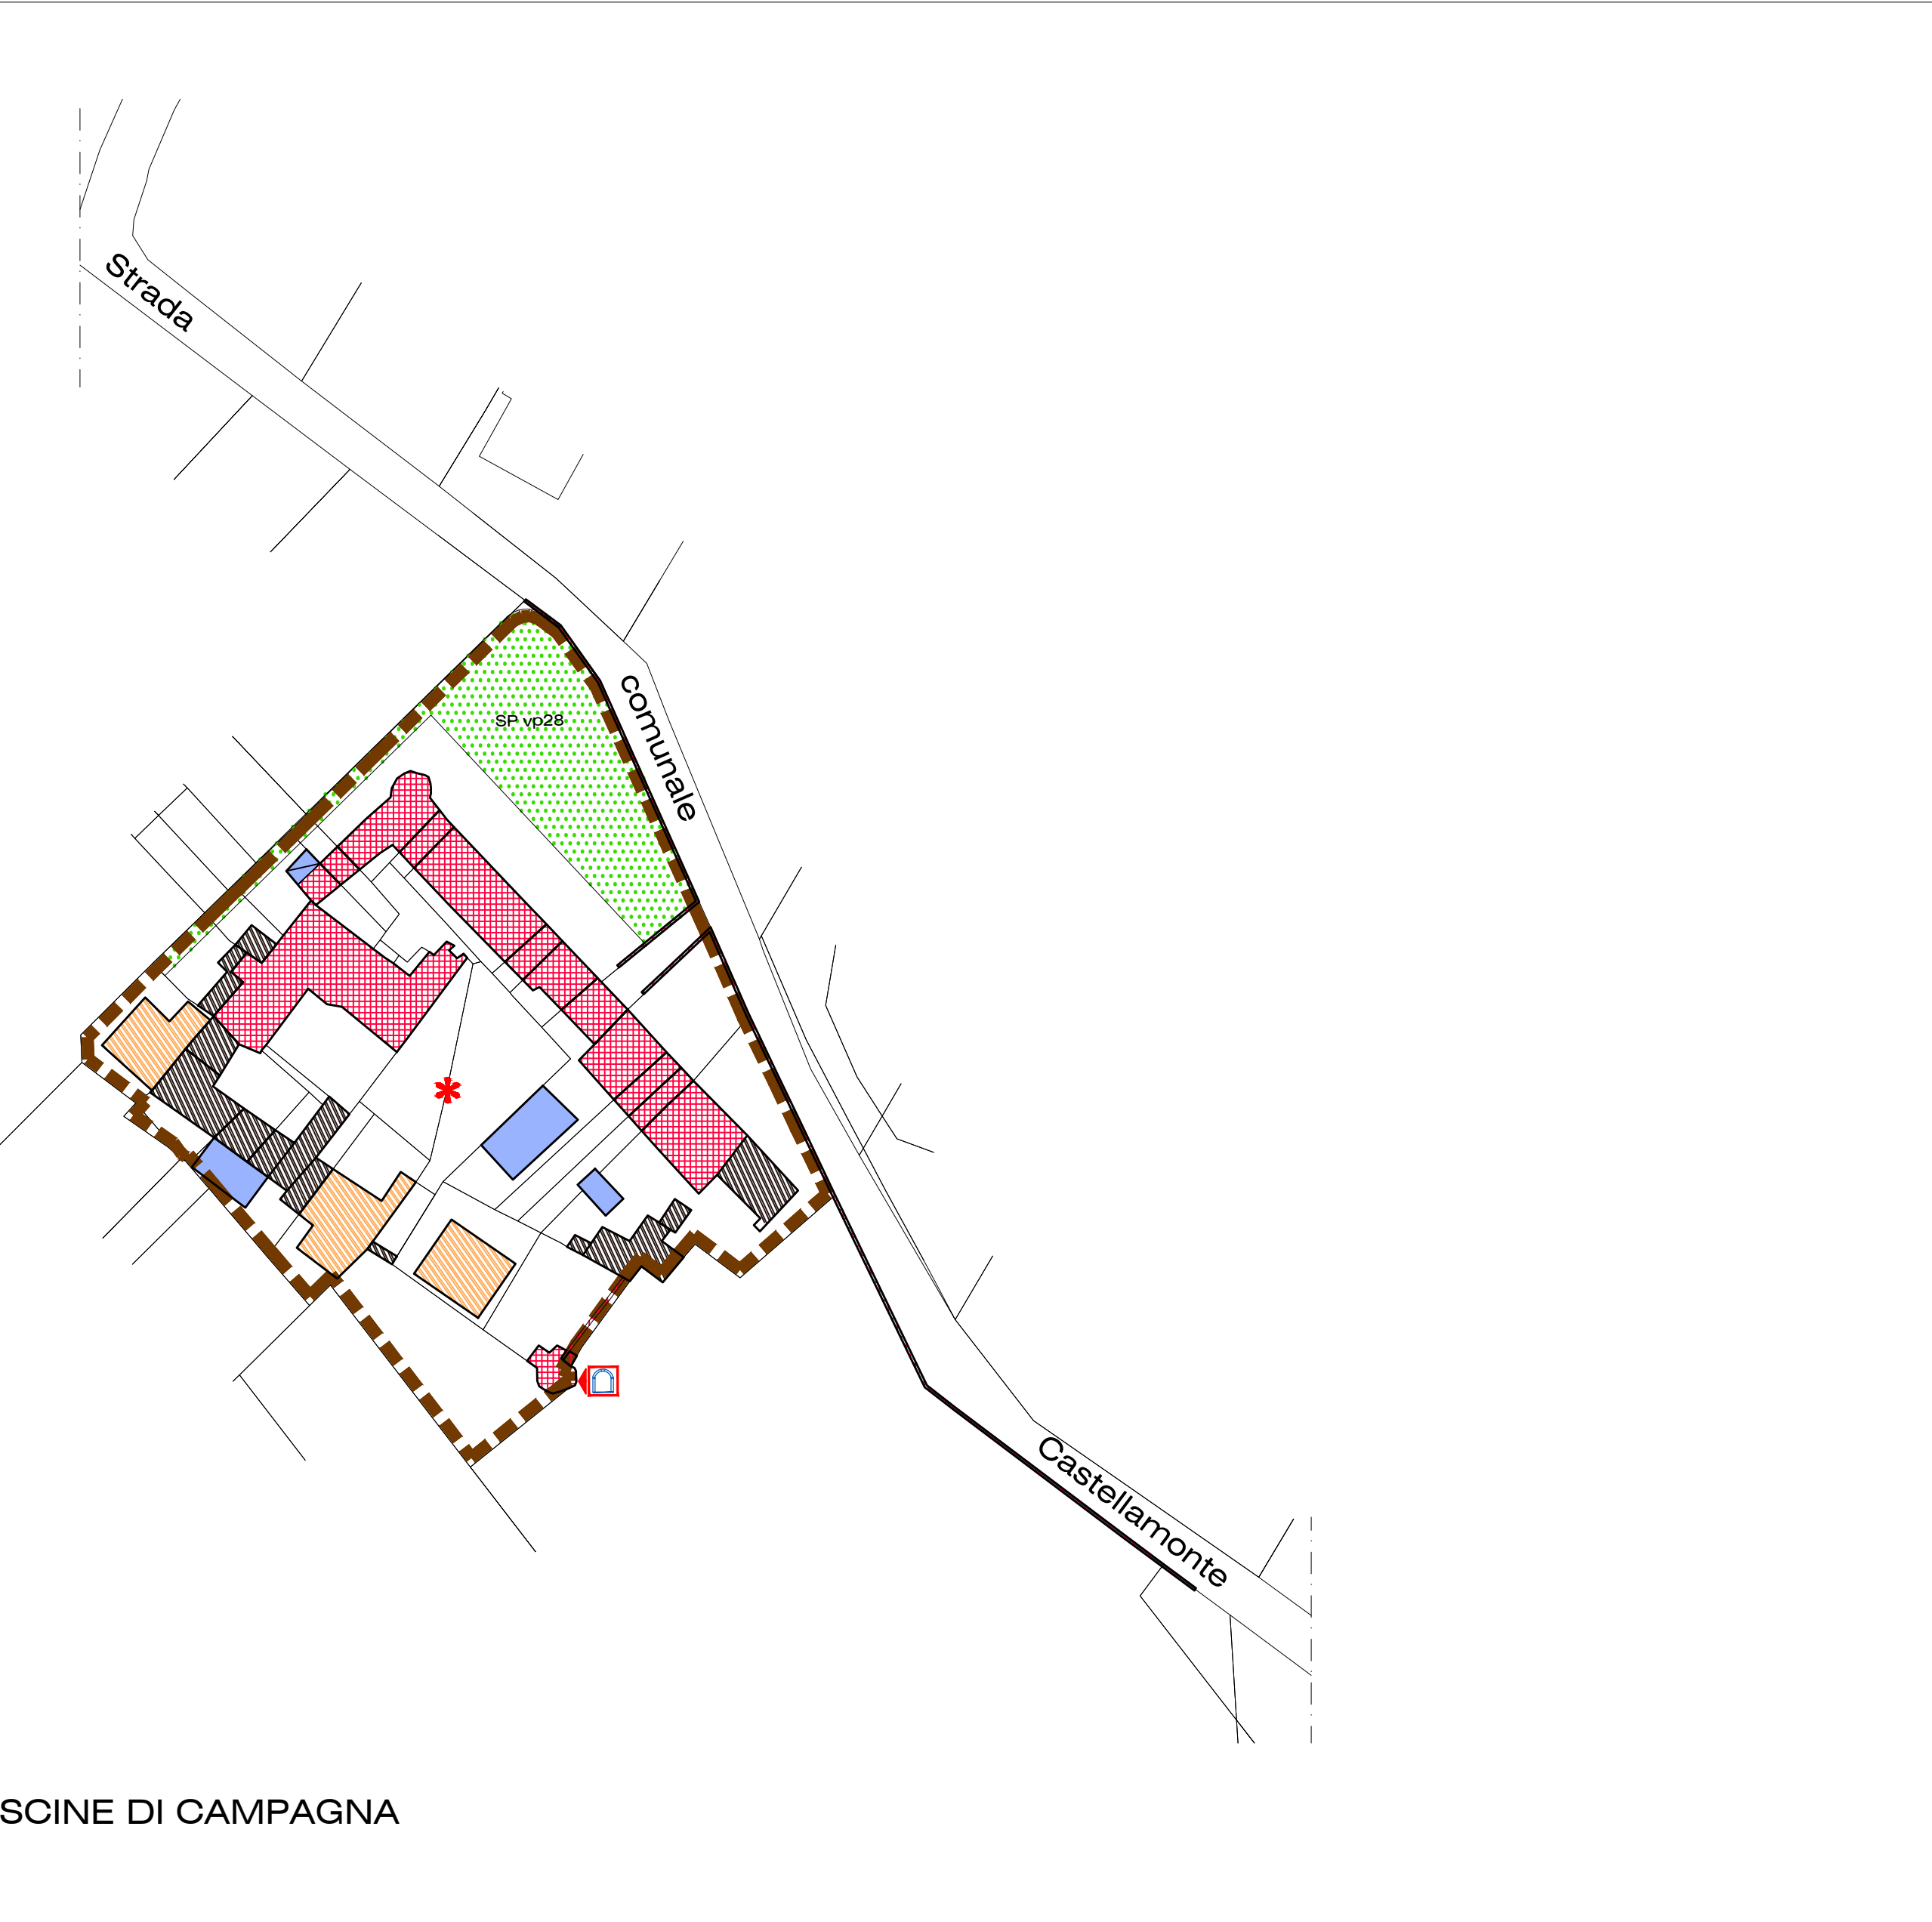 Strada
comunale
SP vp28
Castellamonte
SCINE DI CAMPAGNA